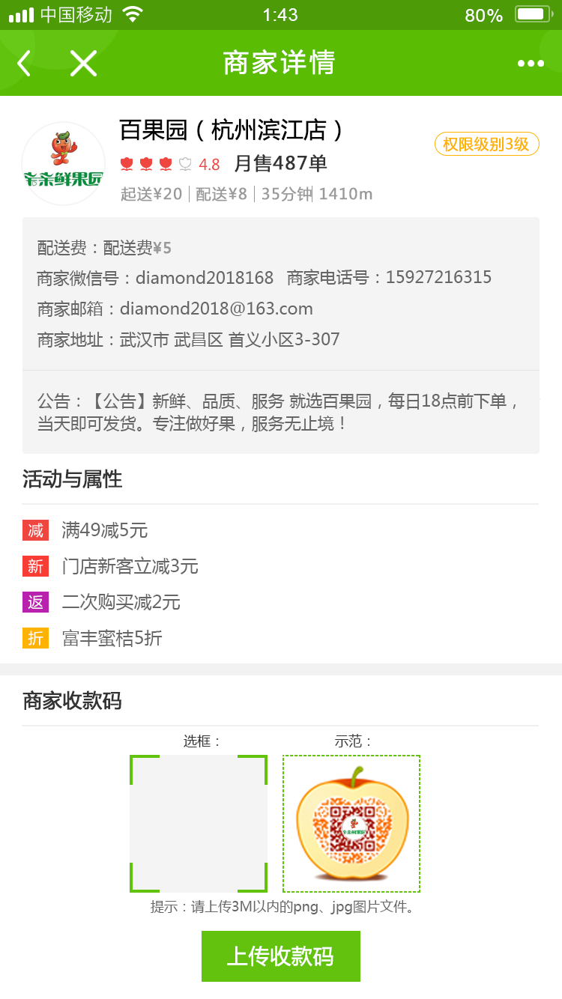 中国移动 1:43 80%
商家详情
百果园（杭州滨江店） 权限级别3级
4.8 月售487单
亲亲鲜果园
起送¥20 | 配送¥8 | 35分钟 | 1410m
配送费：配送费¥5
商家微信号：diamond2018168 商家电话号：15927216315
商家邮箱：diamond2018@163.com
商家地址：武汉市 武昌区 首义小区3-307
公告：【公告】新鲜、品质、服务 就选百果园，每日18点前下单，
当天即可发货。专注做好果，服务无止境！
活动与属性
减 满49减5元
新 门店新客立减3元
返 二次购买减2元
折 富丰蜜桔5折
商家收款码
选框： 示范：
亲亲鲜果园
提示：请上传3M以内的png、jpg图片文件。
上传收款码